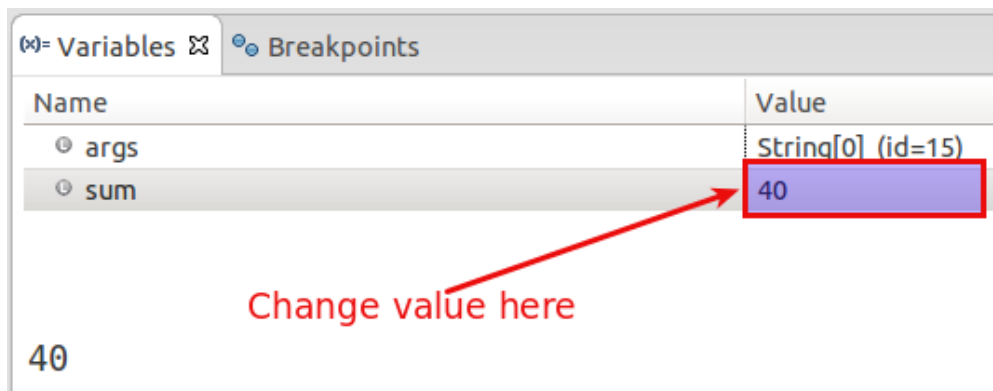 (x)= Variables Breakpoints
Name Value
args String[0] (id=15)
sum 40
Change value here
40